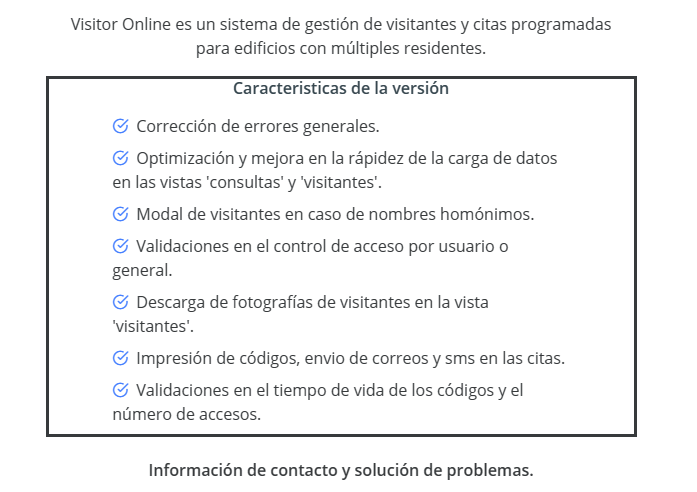 Visitor Online es un sistema de gestión de visitantes y citas programadas
para edificios con múltiples residentes.
Caracteristicas de la versión
Corrección de errores generales.
Optimización y mejora en la rápidez de la carga de datos
en las vistas 'consultas' y 'visitantes'.
Modal de visitantes en caso de nombres homónimos.
Validaciones en el control de acceso por usuario o
general.
Descarga de fotografías de visitantes en la vista
'visitantes'.
Impresión de códigos, envio de correos y sms en las citas.
Validaciones en el tiempo de vida de los códigos y el
número de accesos.
Información de contacto y solución de problemas.